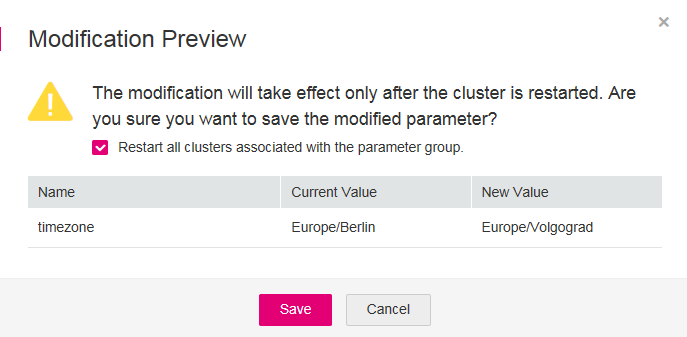 Modification Preview
The modification will take effect only after the cluster is restarted. Are
you sure you want to save the modified parameter?
Restart all clusters associated with the parameter group.
Name Current Value New Value
timezone Europe/Berlin Europe/Volgograd
Save Cancel